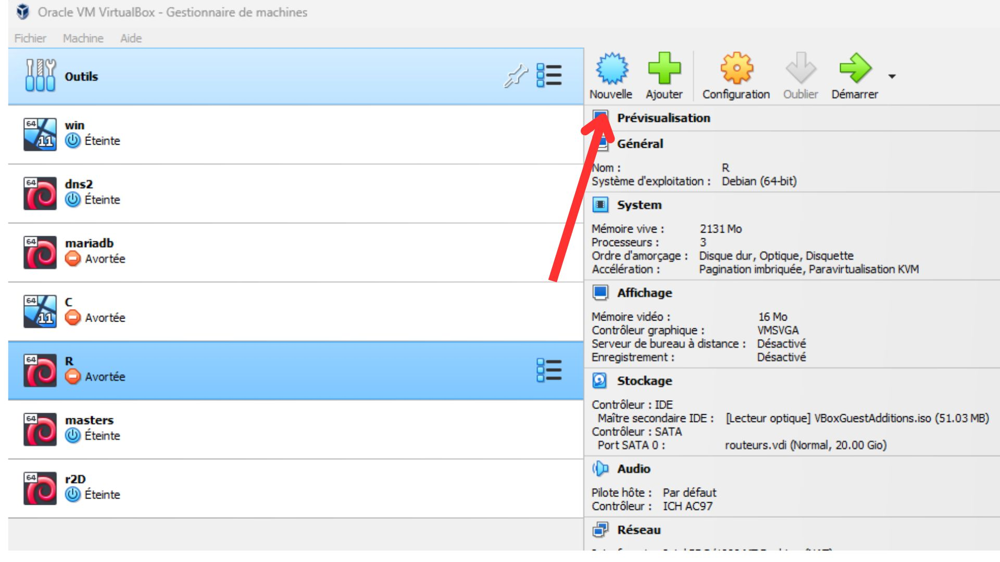 Oracle VM VirtualBox - Gestionnaire de machines
Fichier Machine Aide
Outils
Nouvelle Ajouter Configuration Oublier Démarrer
64
11
win
Éteinte
64
dns2
Éteinte
64
mariadb
Avortée
64
11
C
Avortée
64
R
Avortée
64
masters
Éteinte
64
r2D
Éteinte
Prévisualisation
Général
Nom : R
Système d'exploitation : Debian (64-bit)
System
Mémoire vive : 2131 Mo
Processeurs : 3
Ordre d'amorçage : Disque dur, Optique, Disquette
Accélération : Pagination imbriquée, Paravirtualisation KVM
Affichage
Mémoire vidéo : 16 Mo
Contrôleur graphique : VMSVGA
Serveur de bureau à distance : Désactivé
Enregistrement : Désactivé
Stockage
Contrôleur : IDE
Maître secondaire IDE : [Lecteur optique] VBoxGuestAdditions.iso (51.03 MB)
Contrôleur : SATA
Port SATA 0 : routeurs.vdi (Normal, 20.00 Gio)
Audio
Pilote hôte : Par défaut
Contrôleur : ICH AC97
Réseau